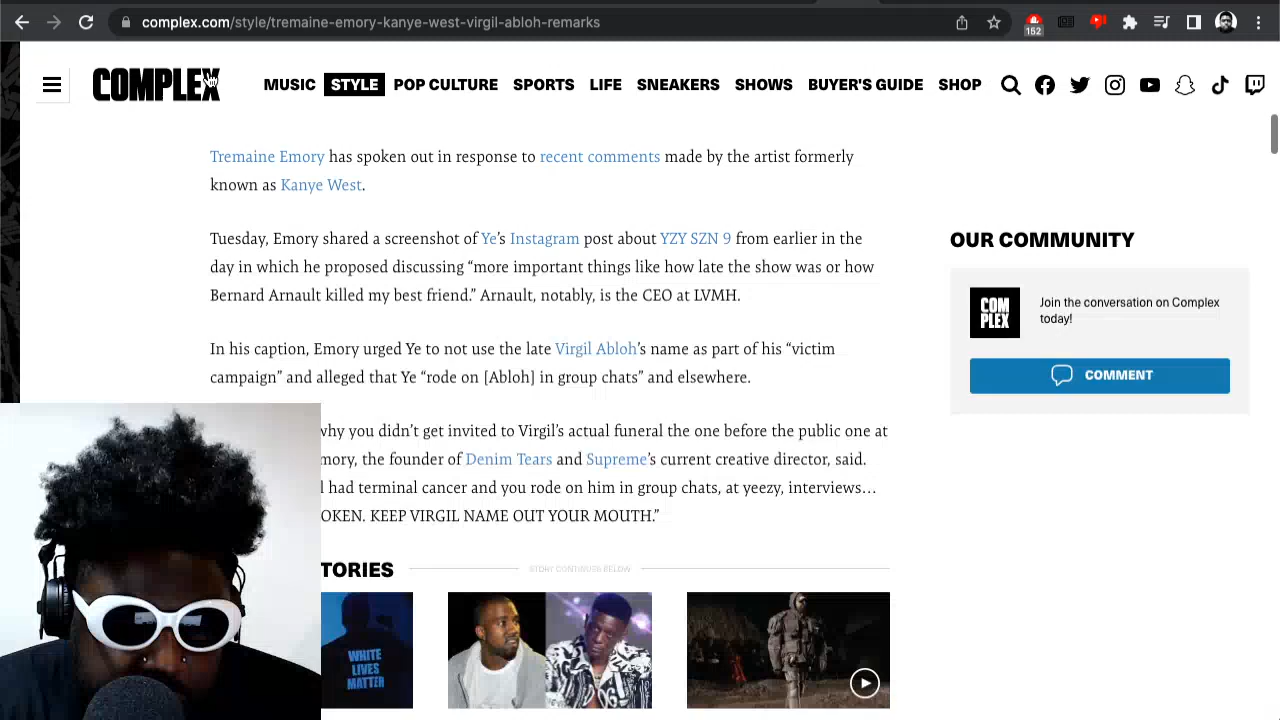 complex.com/style/tremaine-emory-kanye-west-virgil-abloh-remarks
152
COMPLEX
MUSIC STYLE POP CULTURE SPORTS LIFE SNEAKERS SHOWS BUYER'S GUIDE SHOP
Tremaine Emory has spoken out in response to recent comments made by the artist formerly
known as Kanye West.
Tuesday, Emory shared a screenshot of Ye's Instagram post about YZY SZN 9 from earlier in the
day in which he proposed discussing “more important things like how late the show was or how
Bernard Arnault killed my best friend.” Arnault, notably, is the CEO at LVMH.
In his caption, Emory urged Ye to not use the late Virgil Abloh's name as part of his “victim
campaign” and alleged that Ye “rode on [Abloh] in group chats” and elsewhere.
why you didn't get invited to Virgil's actual funeral the one before the public one at
mory, the founder of Denim Tears and Supreme's current creative director, said.
l had terminal cancer and you rode on him in group chats, at yeezy, interviews…
OKEN. KEEP VIRGIL NAME OUT YOUR MOUTH.”
TORIES
STORY CONTINUES BELOW
WHITE
LIVES
MATTER
OUR COMMUNITY
COM
PLEX
Join the conversation on Complex
today!
COMMENT